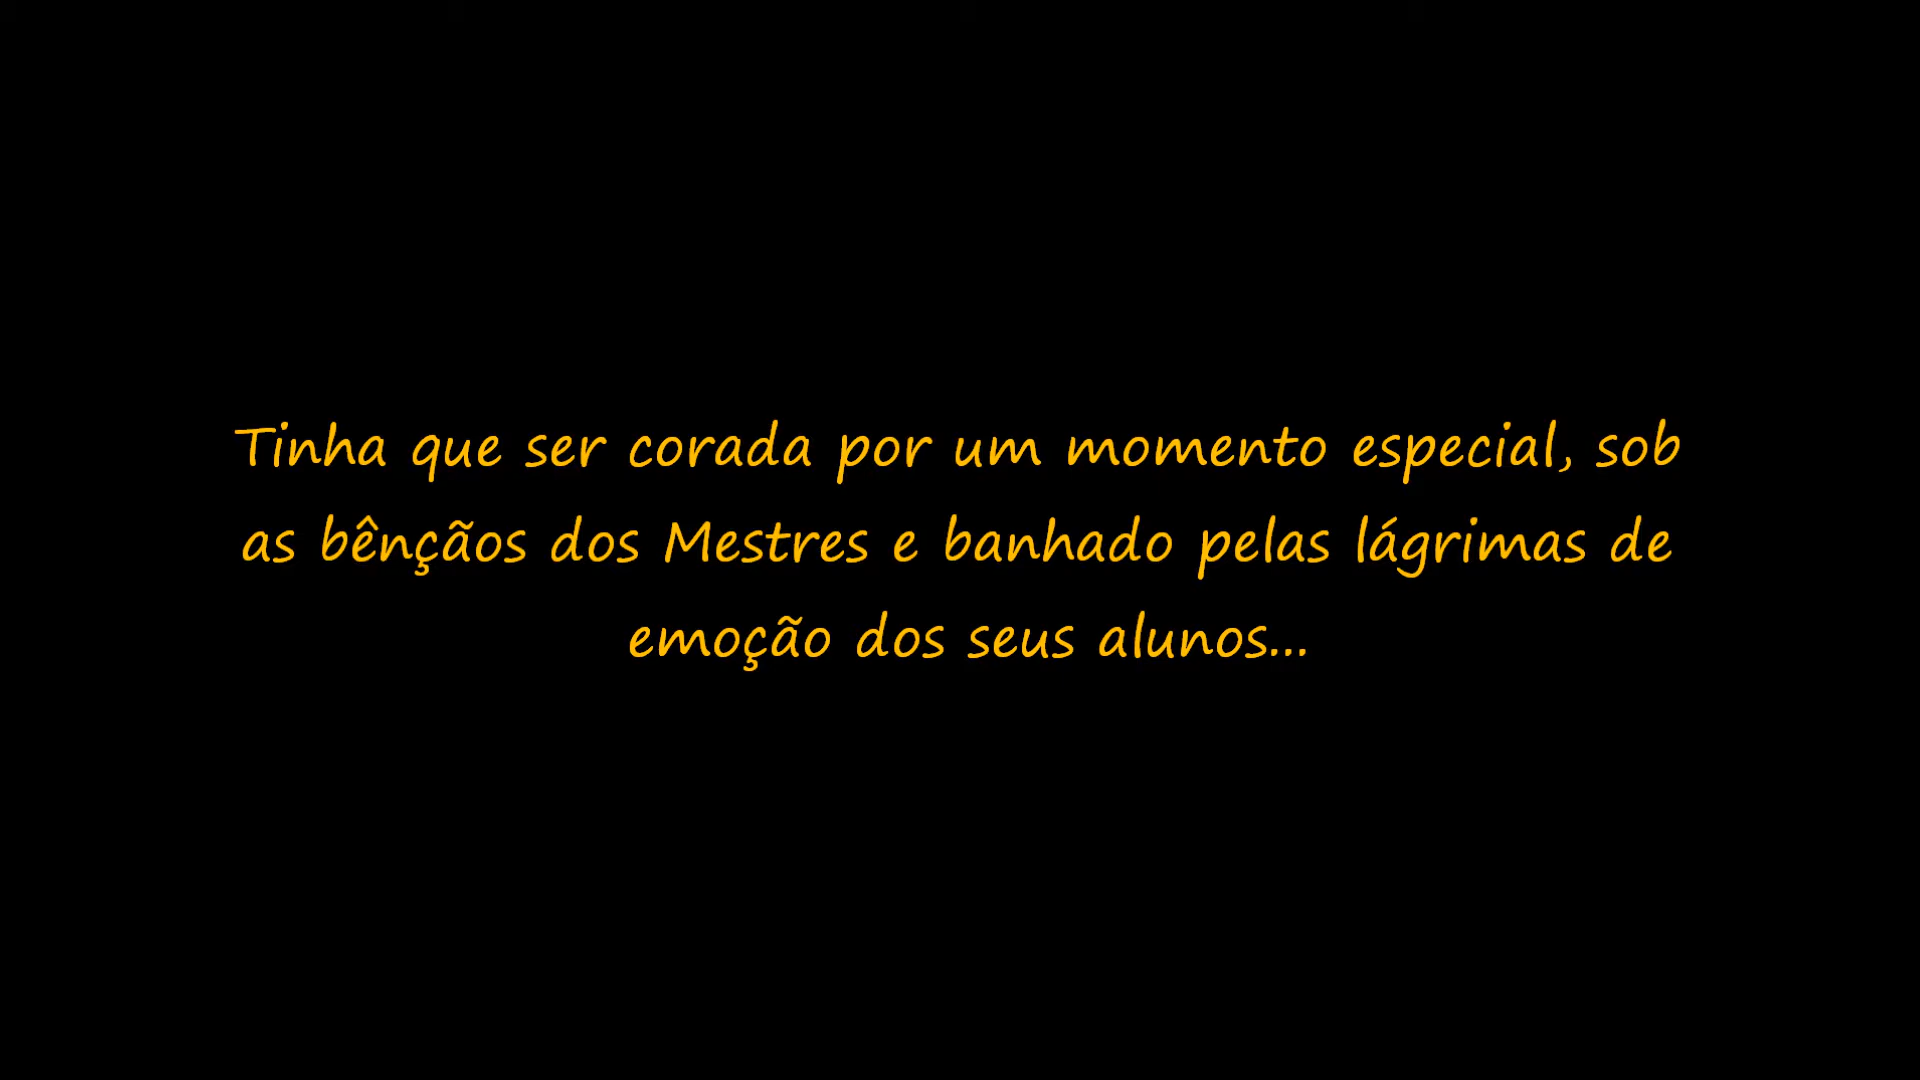 Tinha que ser corada por um momento especial, sob
as bênçãos dos Mestres e banhado pelas lágrimas de
emoção dos seus alunos...